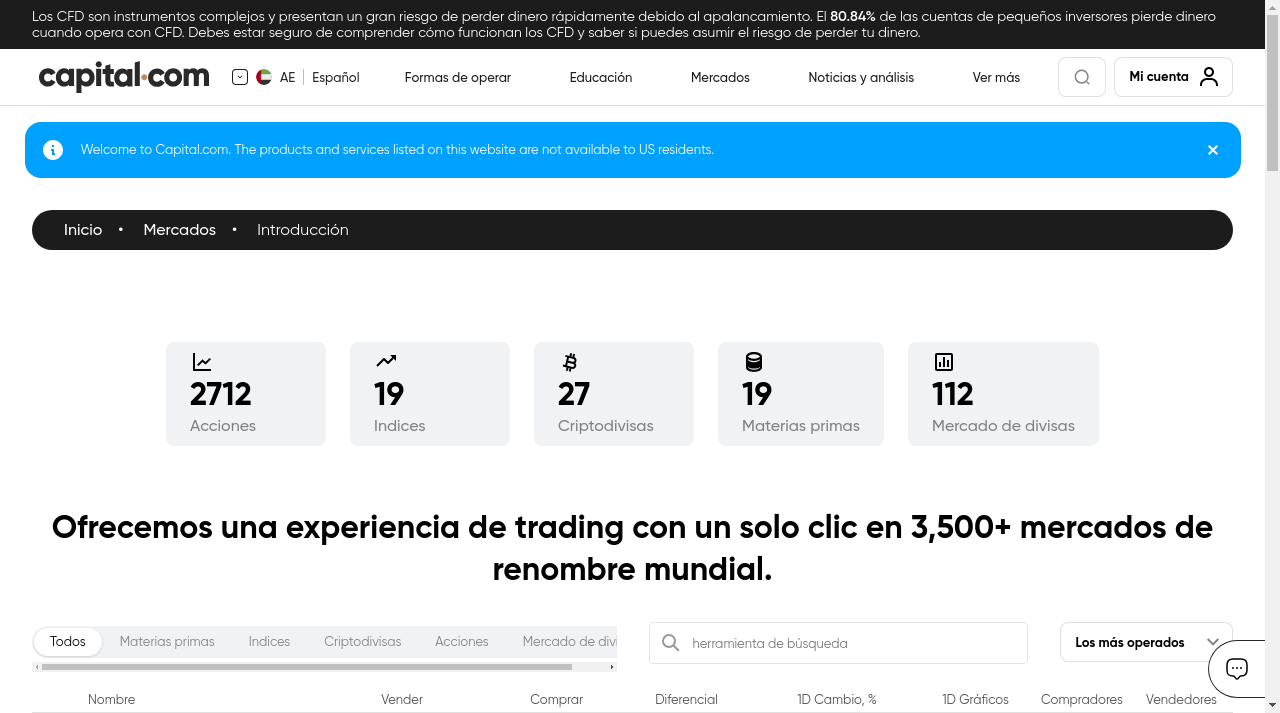 Los CFD son instrumentos complejos y presentan un gran riesgo de perder dinero rápidamente debido al apalancamiento. El 80.84% de las cuentas de pequeños inversores pierde dinero
cuando opera con CFD. Debes estar seguro de comprender cómo funcionan los CFD y saber si puedes asumir el riesgo de perder tu dinero.
capital.com AE Español Formas de operar Educación Mercados Noticias y análisis Ver más Mi cuenta
Welcome to Capital.com. The products and services listed on this website are not available to US residents.
Inicio • Mercados • Introducción
2712 19 27 19 112
Acciones Indices Criptodivisas Materias primas Mercado de divisas
Ofrecemos una experiencia de trading con un solo clic en 3,500+ mercados de
renombre mundial.
Todos Materias primas Indices Criptodivisas Acciones Mercado de divi herramienta de búsqueda Los más operados
Nombre Vender Comprar Diferencial 1D Cambio, % 1D Gráficos Compradores Vendedores